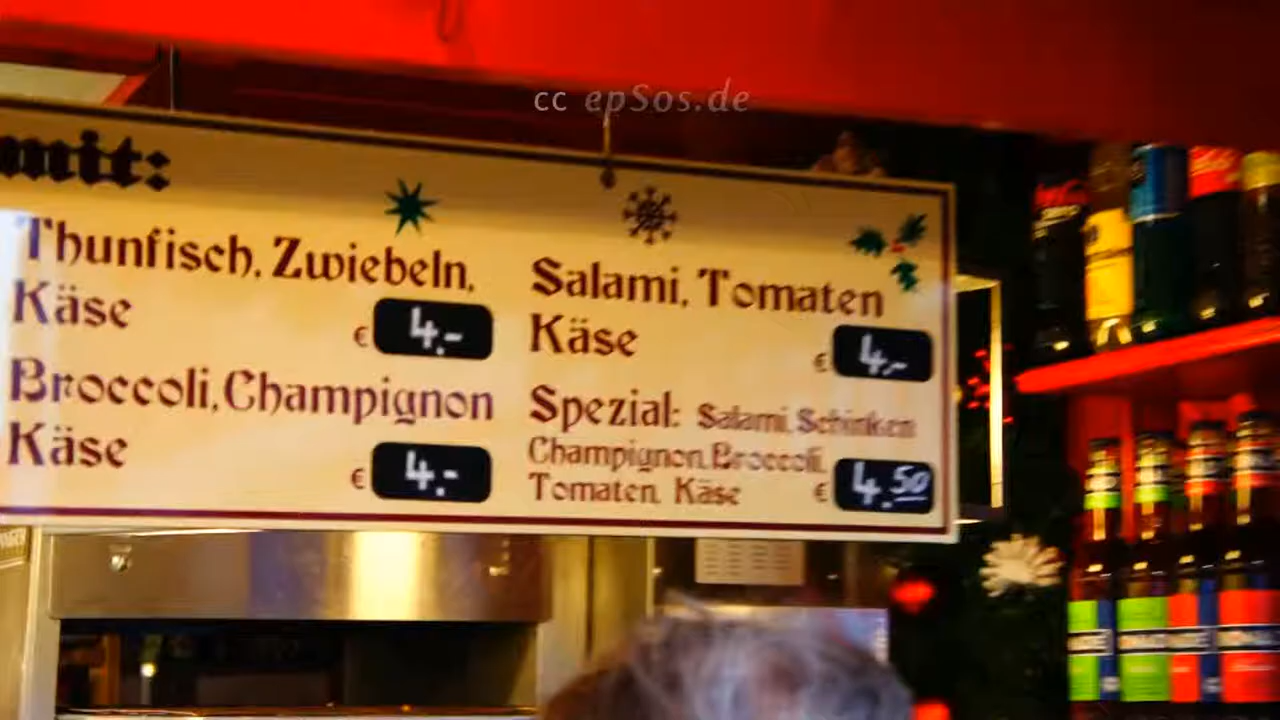 cc epSos.de
mit:
Thunfisch, Zwiebeln,
Käse
€ 4.-
Broccoli, Champignon
Käse
€ 4.-
Salami, Tomaten
Käse
€ 4,-
Spezial: Salami, Schinken
Champignon, Broccoli,
Tomaten, Käse
€ 4.50